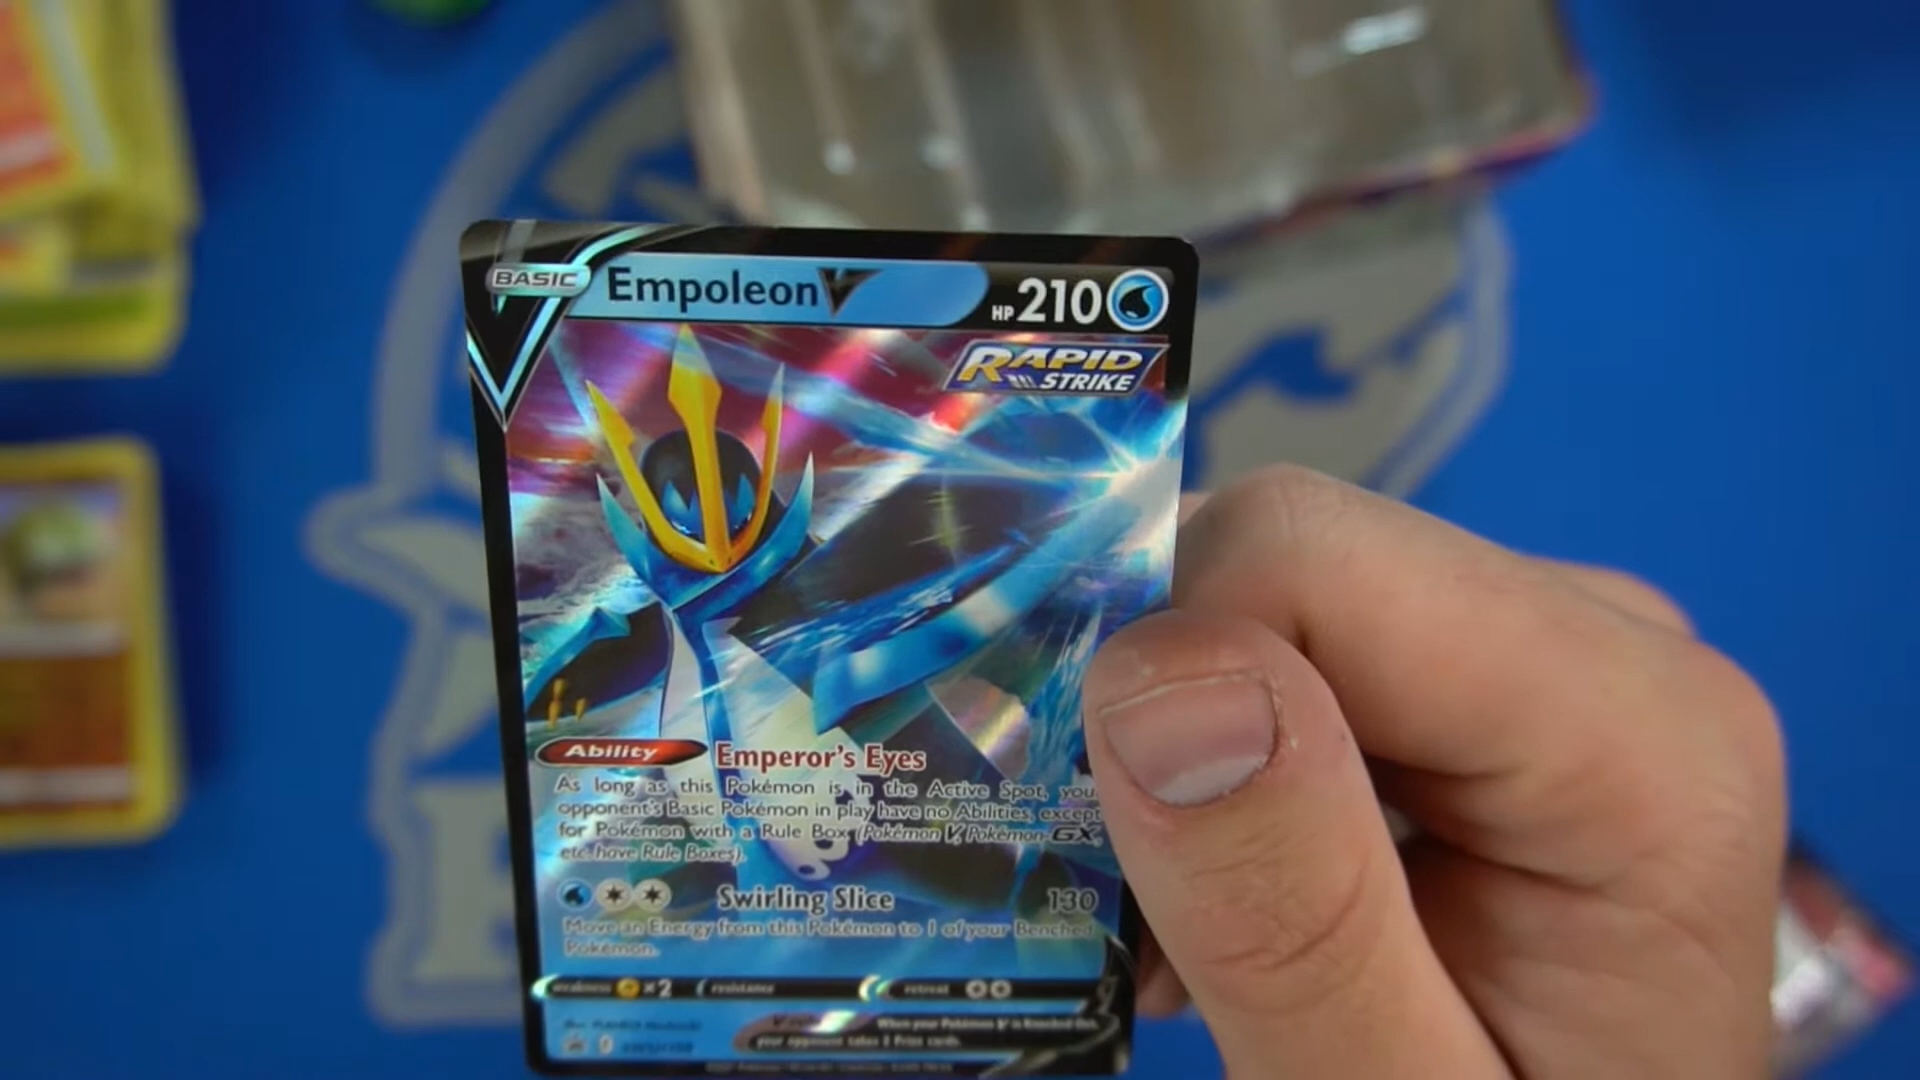 BASIC Empoleon V HP 210
RAPID
STRIKE
Ability Emperor's Eyes
As long as this Pokémon is in the Active Spot, you
opponent's Basic Pokémon in play have no Abilities, except
for Pokémon with a Rule Box (Pokémon V, Pokémon-GX,
etc. have Rule Boxes).
Swirling Slice 130
Move an Energy from this Pokémon to 1 of your Benched
Pokémon.
weakness ×2 resistance retreat
When your Pokémon V is Knocked Out,
your opponent takes 2 Prize cards.